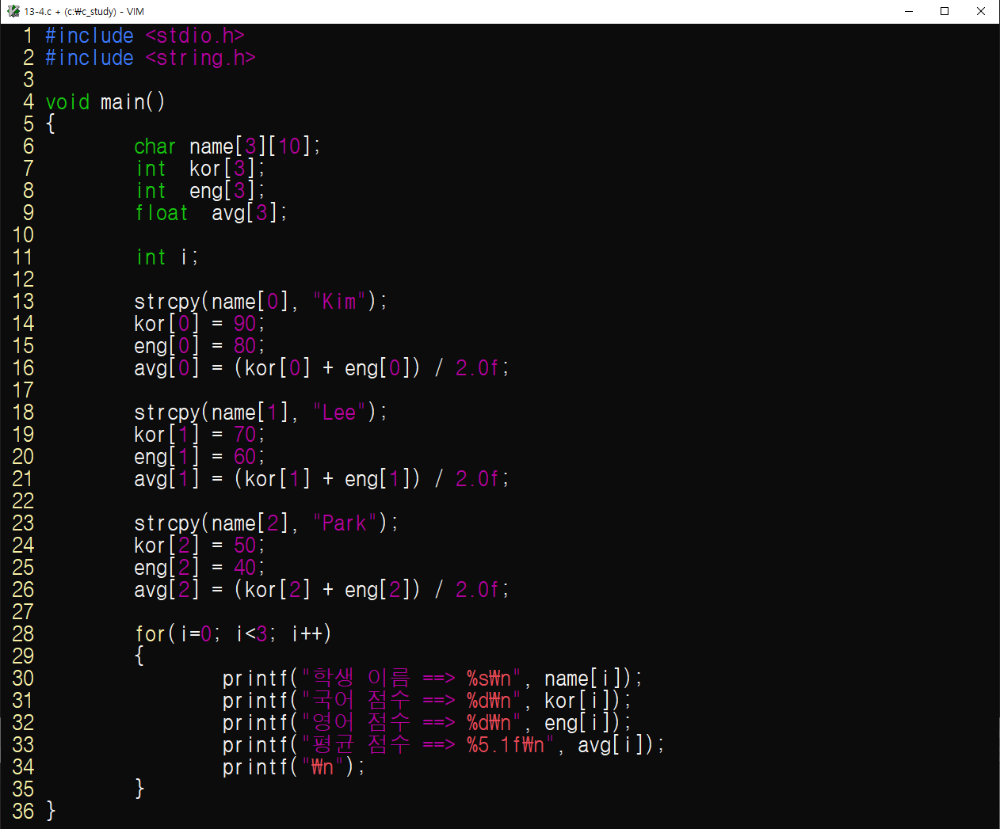 13-4.c + (c:₩c_study) - VIM
1 #include <stdio.h>
2 #include <string.h>
3
4 void main()
5 {
6         char name[3][10];
7         int  kor[3];
8         int  eng[3];
9         float  avg[3];
10
11         int i;
12
13         strcpy(name[0], "Kim");
14         kor[0] = 90;
15         eng[0] = 80;
16         avg[0] = (kor[0] + eng[0]) / 2.0f;
17
18         strcpy(name[1], "Lee");
19         kor[1] = 70;
20         eng[1] = 60;
21         avg[1] = (kor[1] + eng[1]) / 2.0f;
22
23         strcpy(name[2], "Park");
24         kor[2] = 50;
25         eng[2] = 40;
26         avg[2] = (kor[2] + eng[2]) / 2.0f;
27
28         for(i=0; i<3; i++)
29         {
30                 printf("학생 이름 ==> %s₩n", name[i]);
31                 printf("국어 점수 ==> %d₩n", kor[i]);
32                 printf("영어 점수 ==> %d₩n", eng[i]);
33                 printf("평균 점수 ==> %5.1f₩n", avg[i]);
34                 printf("₩n");
35         }
36 }